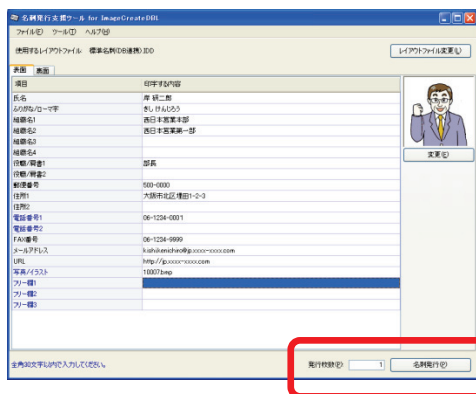 名刺発行支援ツール for ImageCreateDBL
ファイル(F) ツール(T) ヘルプ(H)
使用するレイアウトファイル 標準名刺(DB連携).IDD レイアウトファイル変更(L)
表面 裏面
項目 印字する内容
氏名 岸 研二郎
ふりがな/ローマ字 きし けんじろう
組織名1 西日本営業本部
組織名2 西日本営業第一部
組織名3
組織名4
変更(E)
役職/肩書1 部長
役職/肩書2
郵便番号 500-0000
住所1 大阪市北区埋田1-2-3
住所2
電話番号1 06-1234-0001
電話番号2
FAX番号 06-1234-9999
メールアドレス kishikenichiro@jp.xxxx-xxxx.com
URL http://jp.xxxx-xxxx.com
写真/イラスト 10007.bmp
フリー欄1
フリー欄2
フリー欄3
全角30文字以内で入力してください。 発行枚数(P) 1 名刺発行(P)